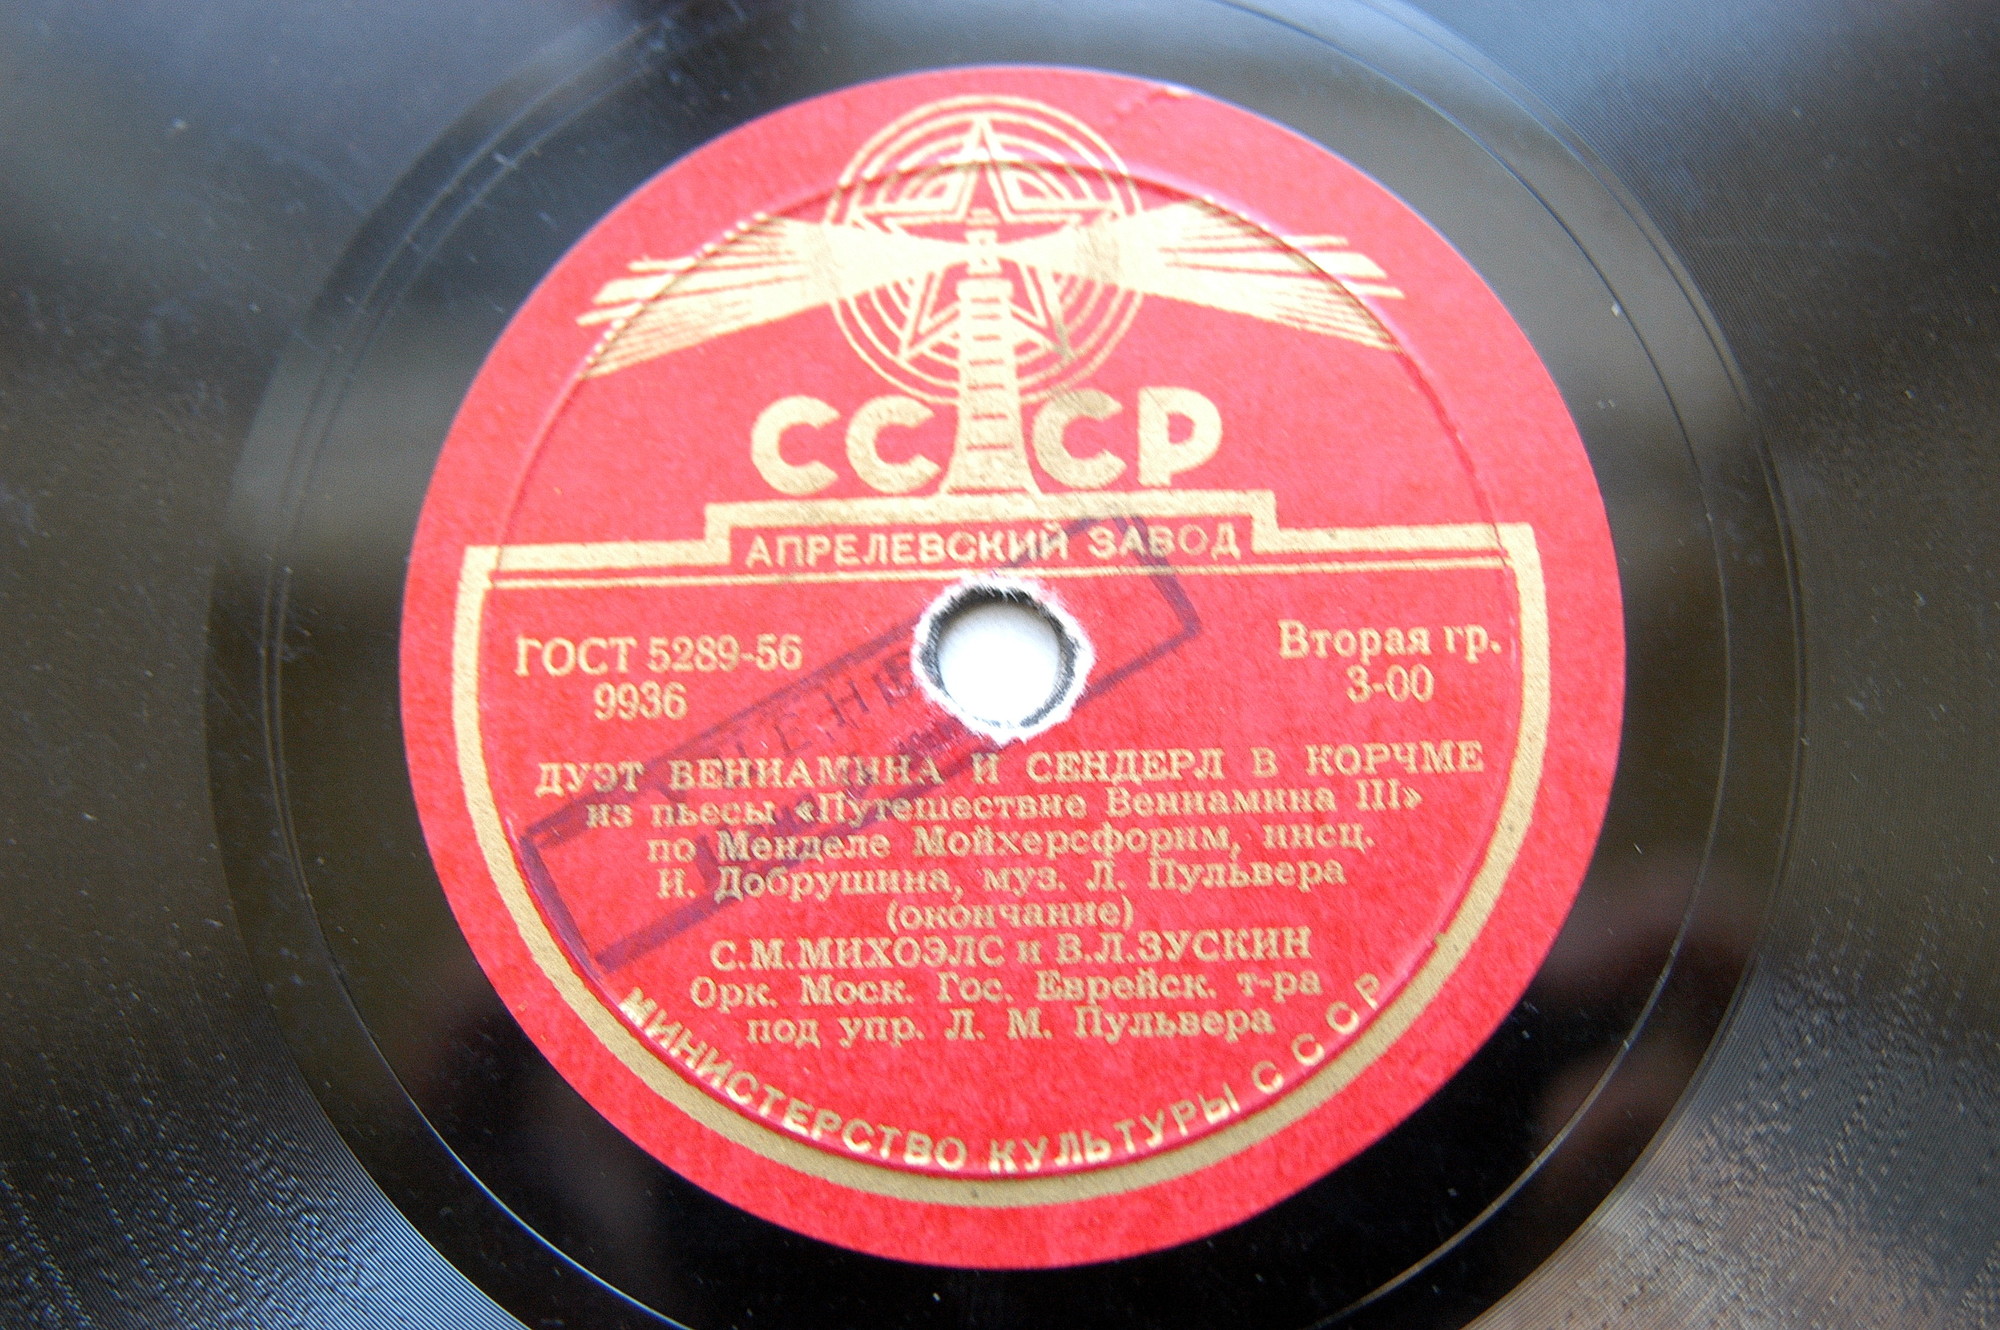 СССР
АПРЕЛЕВСКИЙ ЗАВОД
ГОСТ 5289-56
9936
Вторая гр.
3-00
ДУЭТ ВЕНИАМИНА И СЕНДЕРЛ В КОРЧМЕ
из пьесы «Путешествие Вениамина III»
по Менделе Мойхерсфорим, инсц.
И. Добрушина, муз. Л. Пульвера
(окончание)
С.М.МИХОЭЛС и В.Л.ЗУСКИН
Орк. Моск. Гос. Еврейск. т-ра
под упр. Л. М. Пульвера
МИНИСТЕРСТВО КУЛЬТУРЫ СССР